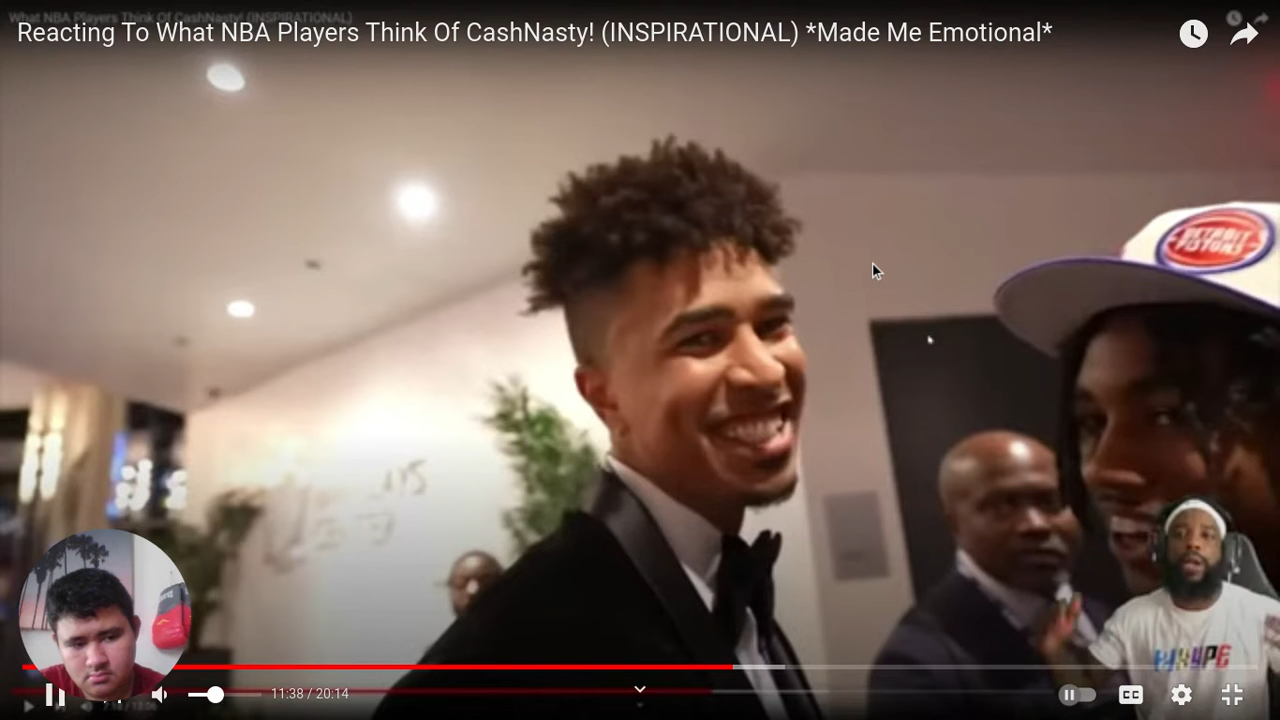 What NBA Players Think Of CashNasty! (INSPIRATIONAL)
Reacting To What NBA Players Think Of CashNasty! (INSPIRATIONAL) *Made Me Emotional*
DETROIT
PISTONS
11:38 / 20:14
CC